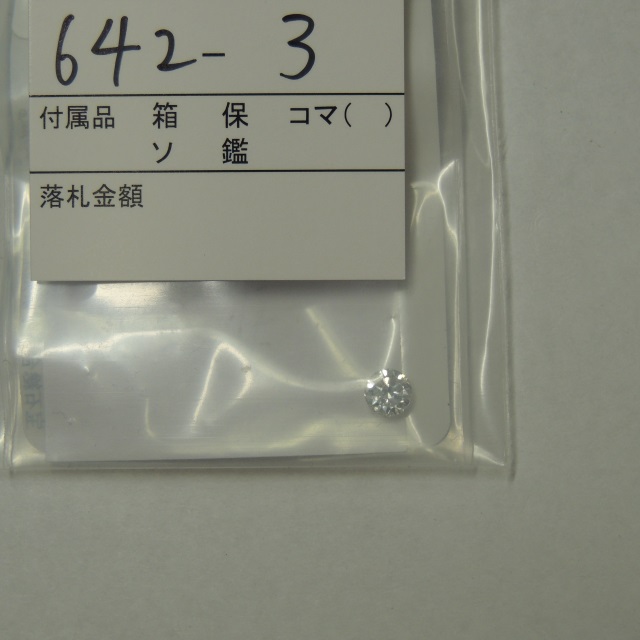 642-3
付属品 箱 保 コマ( )
ソ 鑑
落札金額